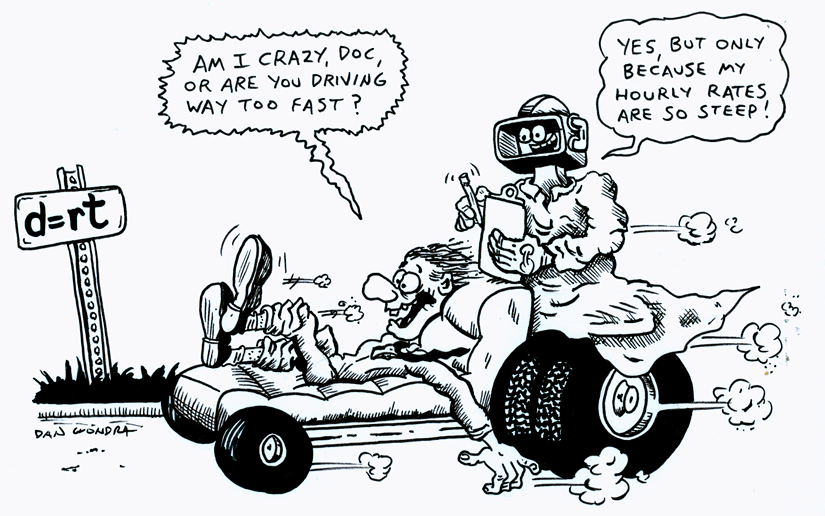 AM I CRAZY, DOC,
OR ARE YOU DRIVING
WAY TOO FAST?
YES, BUT ONLY
BECAUSE MY
HOURLY RATES
ARE SO STEEP!
d=rt
DAN WONDRA